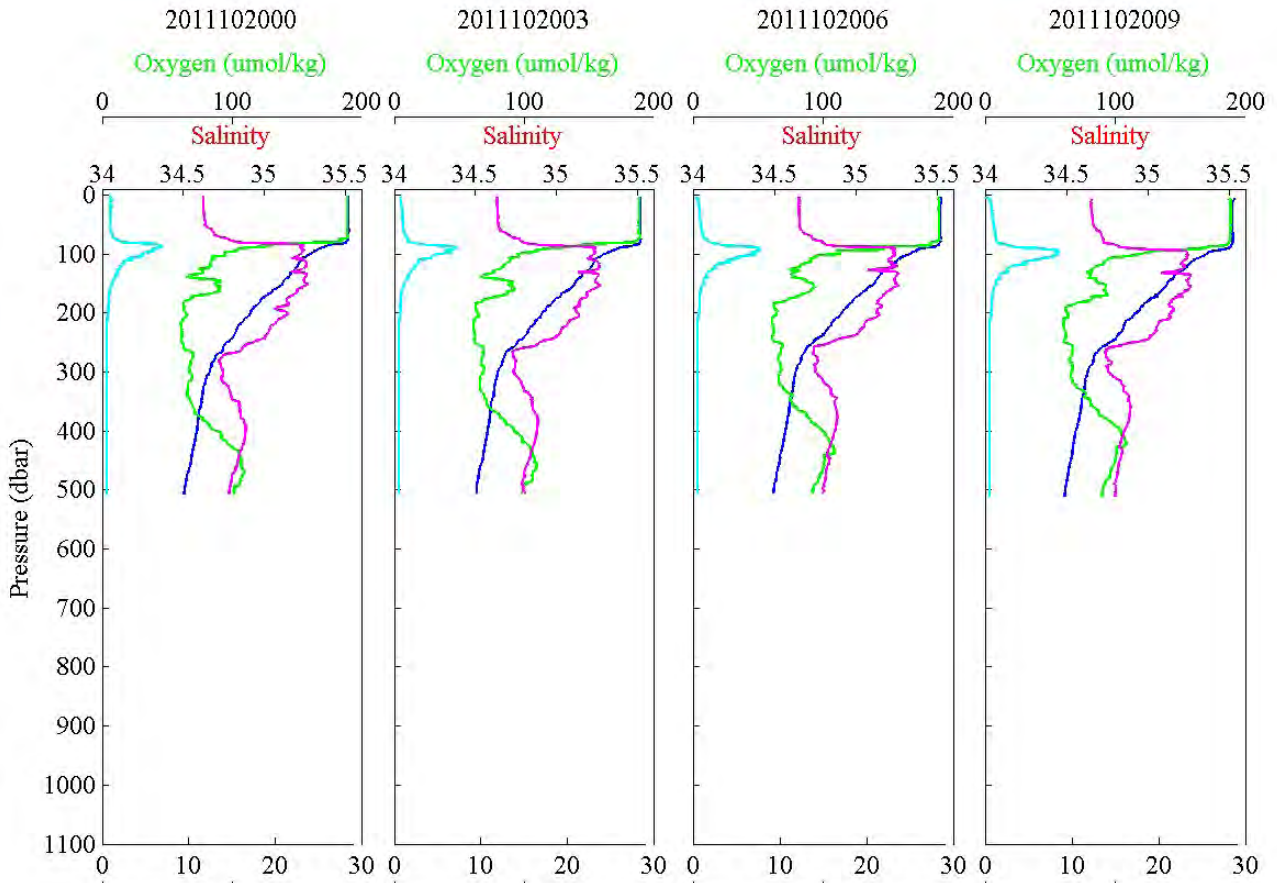 2011102000 2011102003 2011102006 2011102009
Oxygen (umol/kg) Oxygen (umol/kg) Oxygen (umol/kg) Oxygen (umol/kg)
0 100 200 0 100 200 0 100 200 0 100 200
Salinity Salinity Salinity Salinity
34 34.5 35 35.5 34 34.5 35 35.5 34 34.5 35 35.5 34 34.5 35 35.5
0
100
200
300
400
500
600
700
800
900
1000
1100
Pressure (dbar)
0 10 20 30 0 10 20 30 0 10 20 30 0 10 20 30